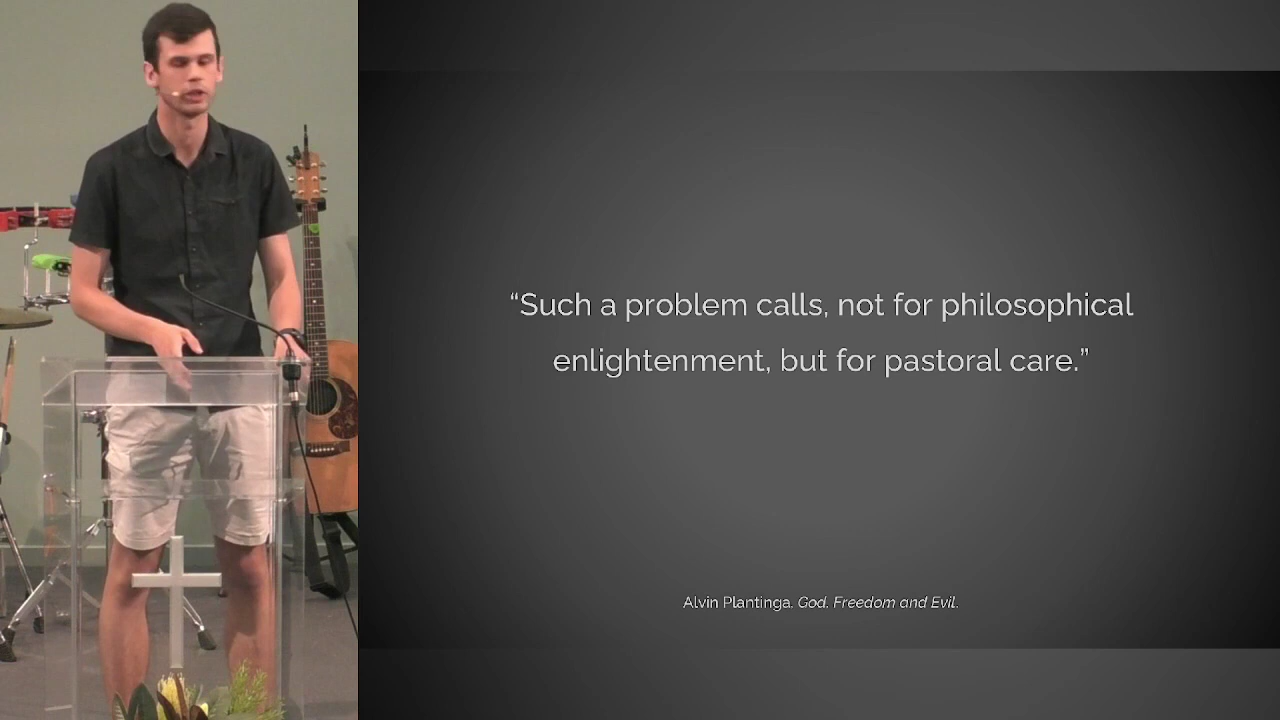 “Such a problem calls, not for philosophical
enlightenment, but for pastoral care.”
Alvin Plantinga. God. Freedom and Evil.